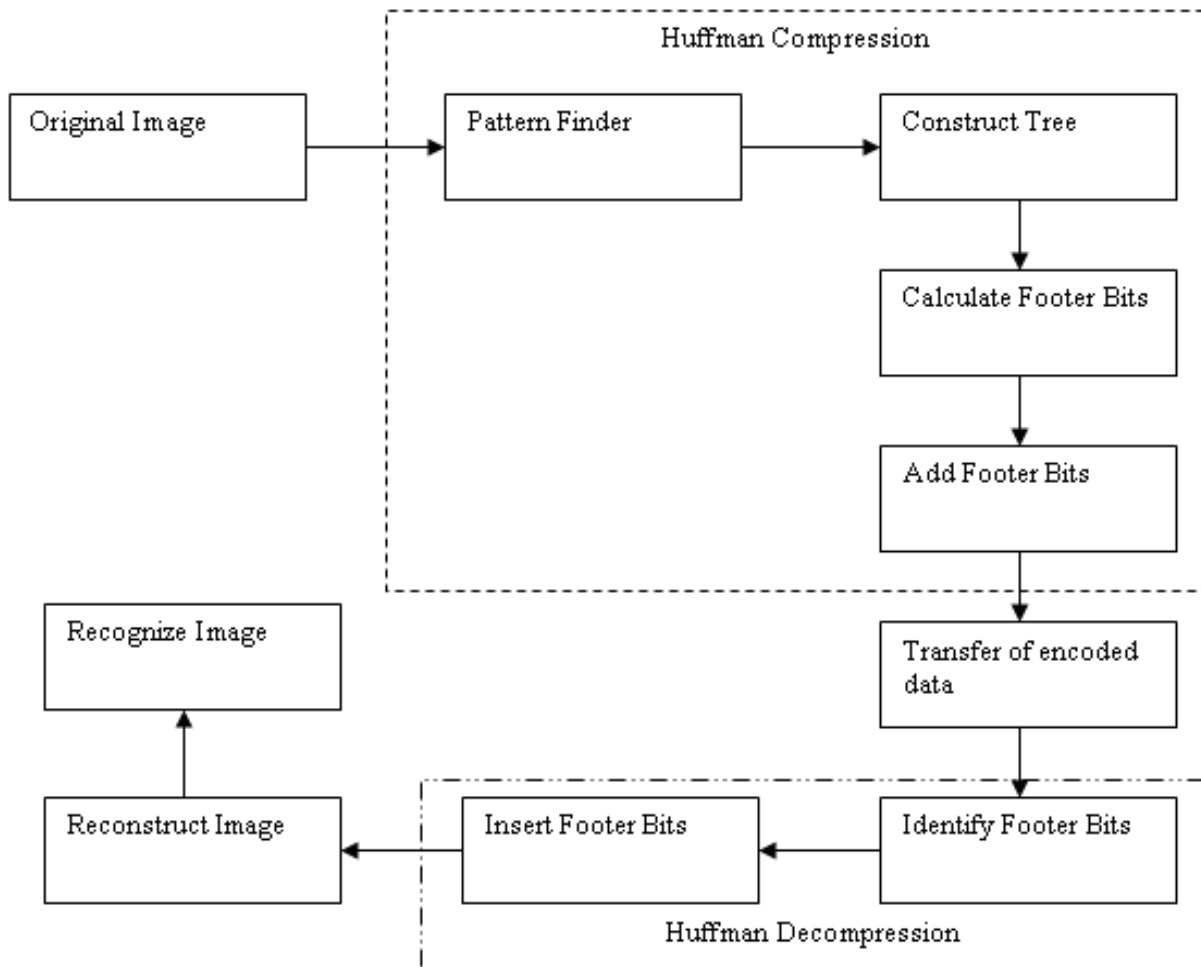 Huffman Compression
Original Image
Pattern Finder
Construct Tree
Calculate Footer Bits
Add Footer Bits
Recognize Image
Transfer of encoded
data
Reconstruct Image
Insert Footer Bits
Identify Footer Bits
Huffman Decompression